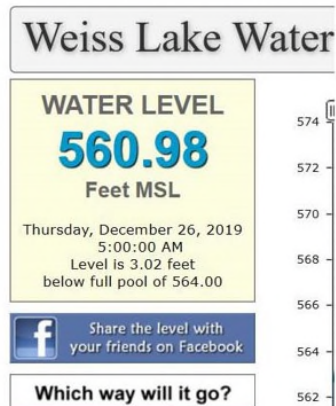 Weiss Lake Water
WATER LEVEL
560.98
Feet MSL
Thursday, December 26, 2019
5:00:00 AM
Level is 3.02 feet
below full pool of 564.00
f Share the level with
your friends on Facebook
Which way will it go?
574
572
570
568
566
564
562